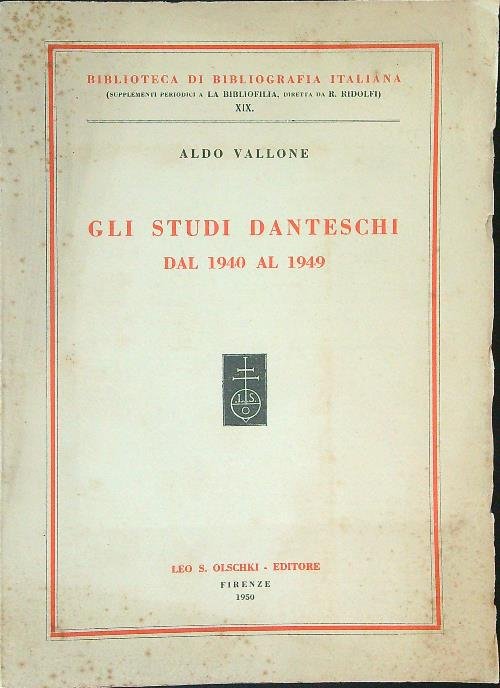 BIBLIOTECA DI BIBLIOGRAFIA ITALIANA
(SUPPLEMENTI PERIODICI A LA BIBLIOFILIA, DIRETTA DA R. RIDOLFI)
XIX.
ALDO VALLONE
GLI STUDI DANTESCHI
DAL 1940 AL 1949
L. S.
O
LEO S. OLSCHKI - EDITORE
FIRENZE
1950